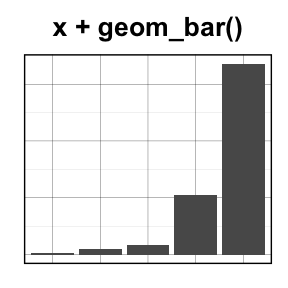 x + geom_bar()